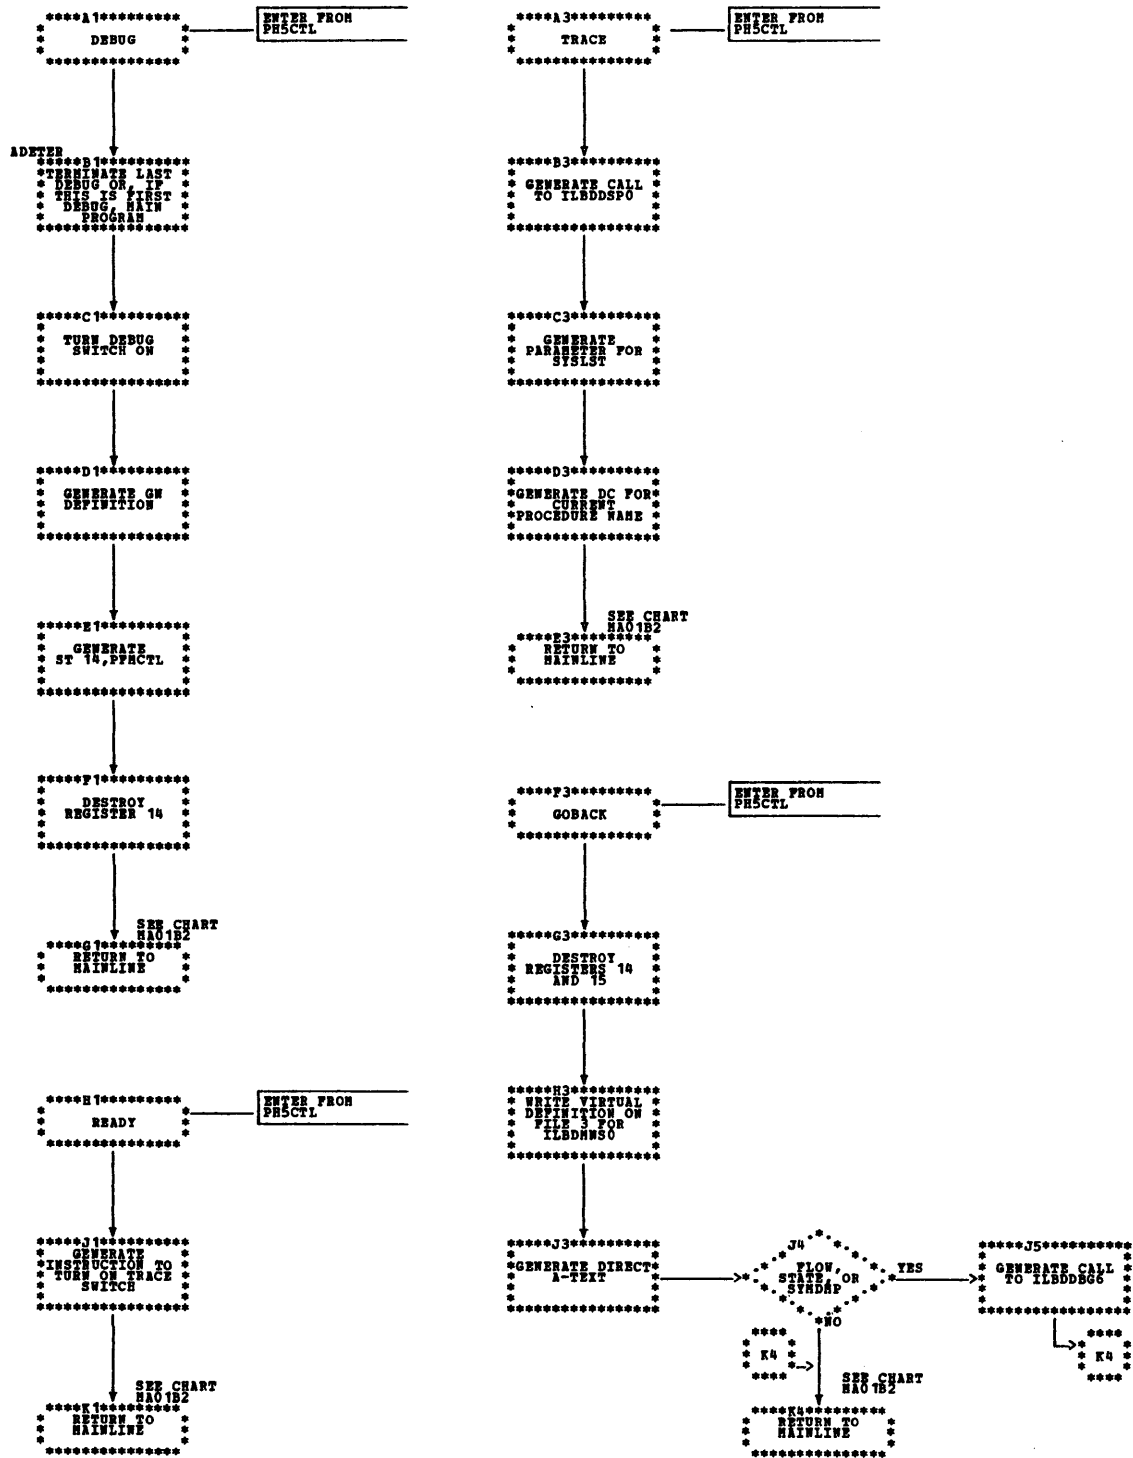 ****A1*********
DEBUG
ENTER FROM
PH5CTL
ADETER
*****B1**********
TERMINATE LAST
DEBUG OR, IF
THIS IS FIRST
DEBUG, MAIN
PROGRAM
*****C1**********
TURN DEBUG
SWITCH ON
*****D1**********
GENERATE GN
DEFINITION
*****E1**********
GENERATE
ST 14,PFMCTL
*****F1**********
DESTROY
REGISTER 14
SEE CHART
MA01B2
****G1*********
RETURN TO
MAINLINE
****H1*********
READY
ENTER FROM
PH5CTL
*****J1**********
GENERATE
INSTRUCTION TO
TURN ON TRACE
SWITCH
SEE CHART
MA01B2
****K1*********
RETURN TO
MAINLINE
****A3*********
TRACE
ENTER FROM
PH5CTL
*****B3**********
GENERATE CALL
TO ILBDDSP0
*****C3**********
GENERATE
PARAMETER FOR
SYSLST
*****D3**********
GENERATE DC FOR
CURRENT
PROCEDURE NAME
SEE CHART
MA01B2
****E3*********
RETURN TO
MAINLINE
****F3*********
GOBACK
ENTER FROM
PH5CTL
*****G3**********
DESTROY
REGISTERS 14
AND 15
*****H3**********
WRITE VIRTUAL
DEFINITION ON
FILE 3 FOR
ILBDMNS0
*****J3**********
GENERATE DIRECT
A-TEXT
J4
FLOW,
STATE, OR
SYMDMP
YES
*NO
*****J5**********
GENERATE CALL
TO ILBDDBG6
K4
K4
SEE CHART
MA01B2
****K4*********
RETURN TO
MAINLINE